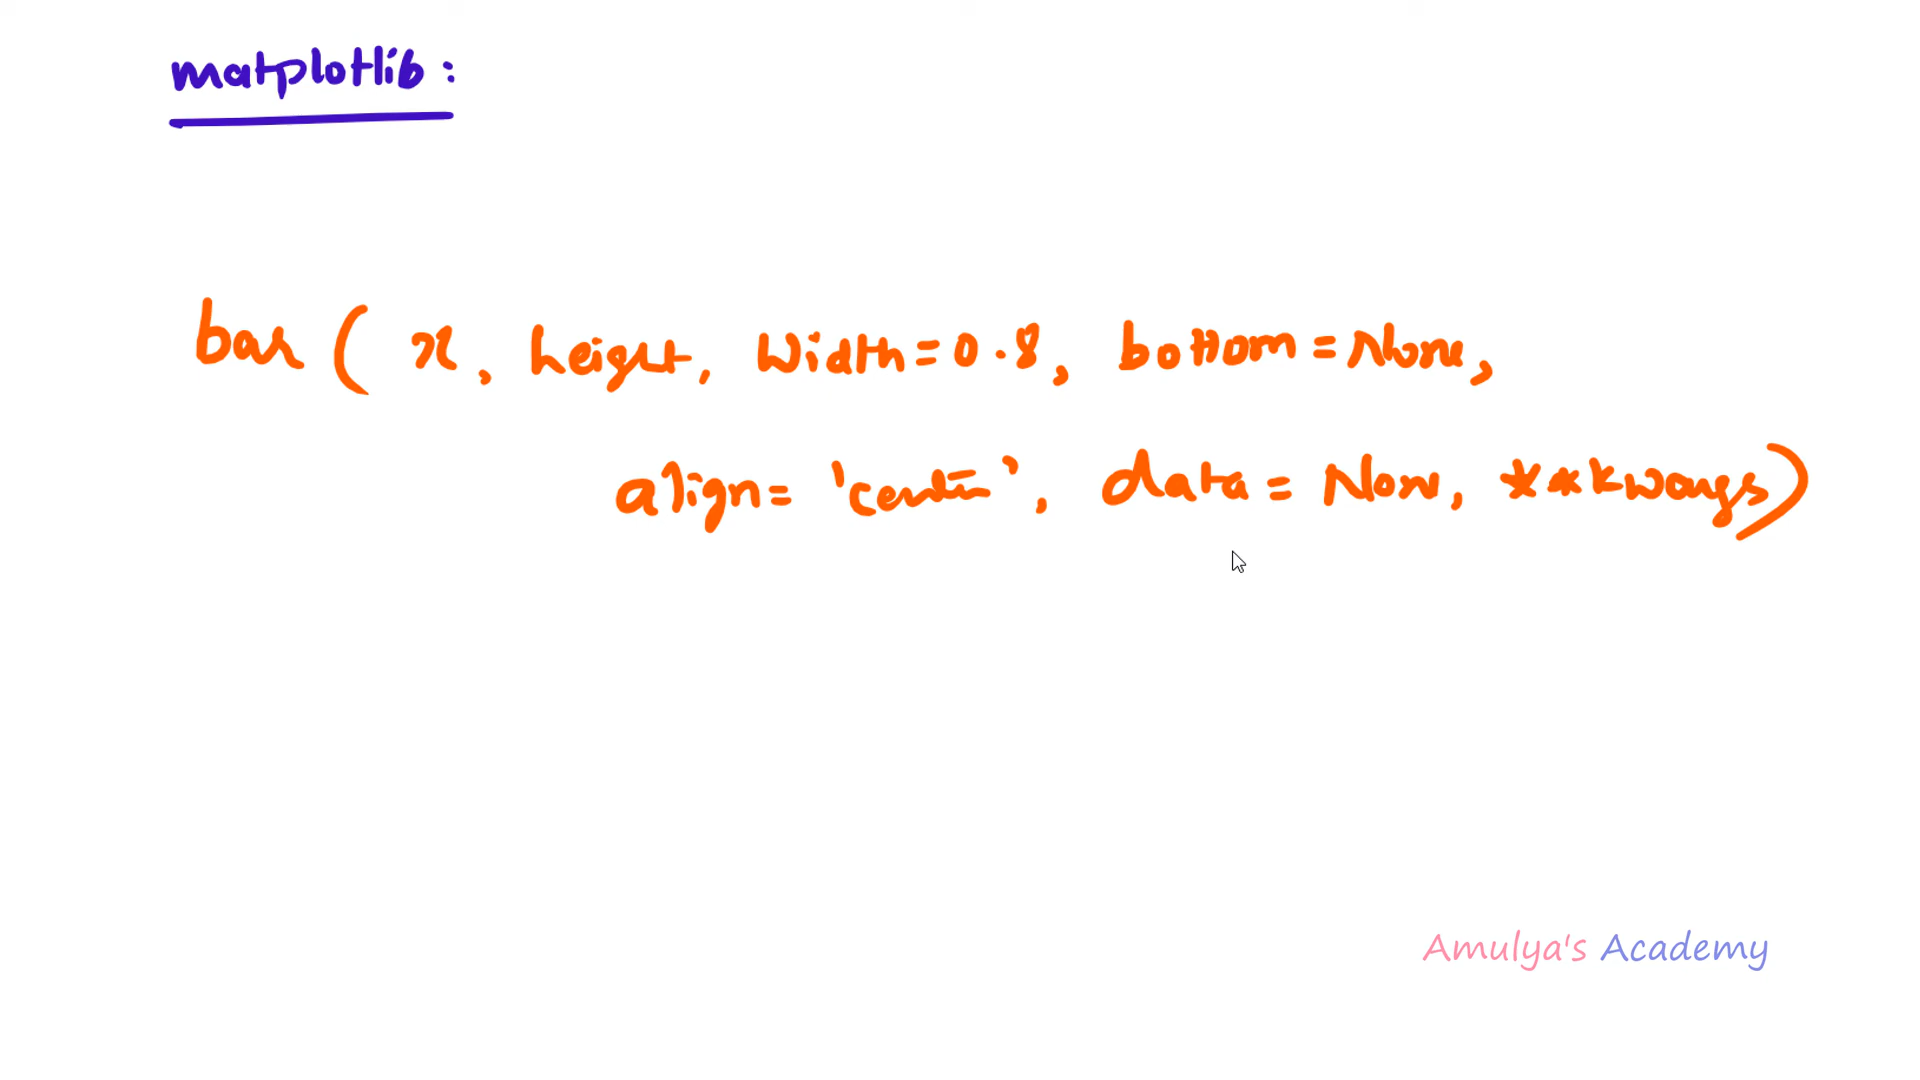 matplotlib:
bar ( x, height, width=0.8, bottom=None,
align= 'center', data = None, **kwargs)
Amulya's Academy